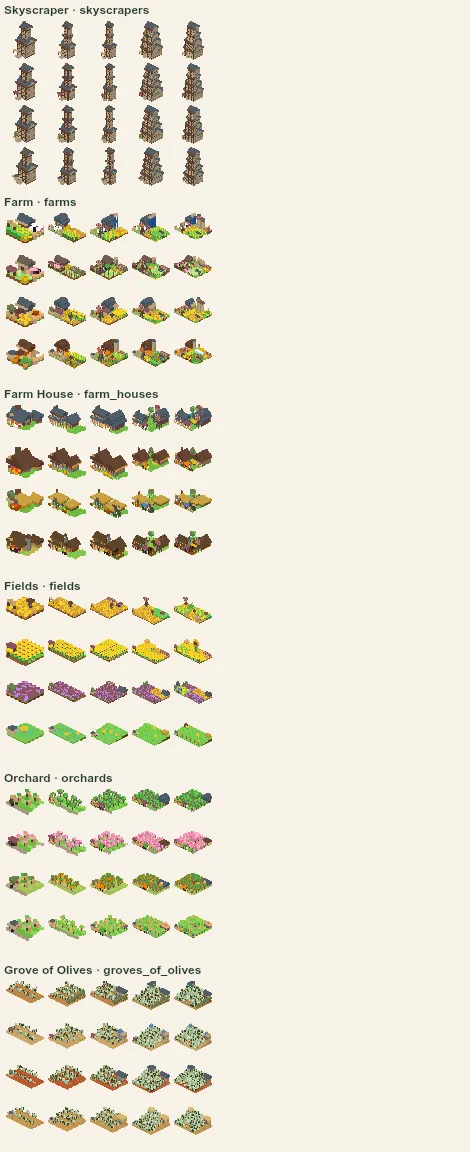 Skyscraper · skyscrapers
Farm · farms
Farm House · farm_houses
Fields · fields
Orchard · orchards
Grove of Olives · groves_of_olives